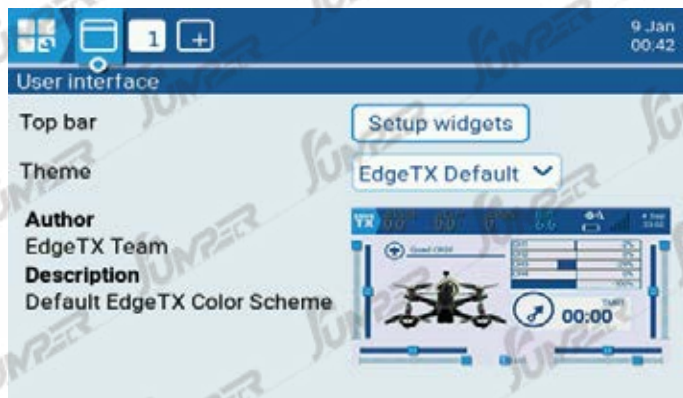 1
9 Jan
00:42
User interface
Top bar
Setup widgets
Theme
EdgeTX Default
Author
EdgeTX Team
Description
Default EdgeTX Color Scheme
TX
00:00
JUMPER